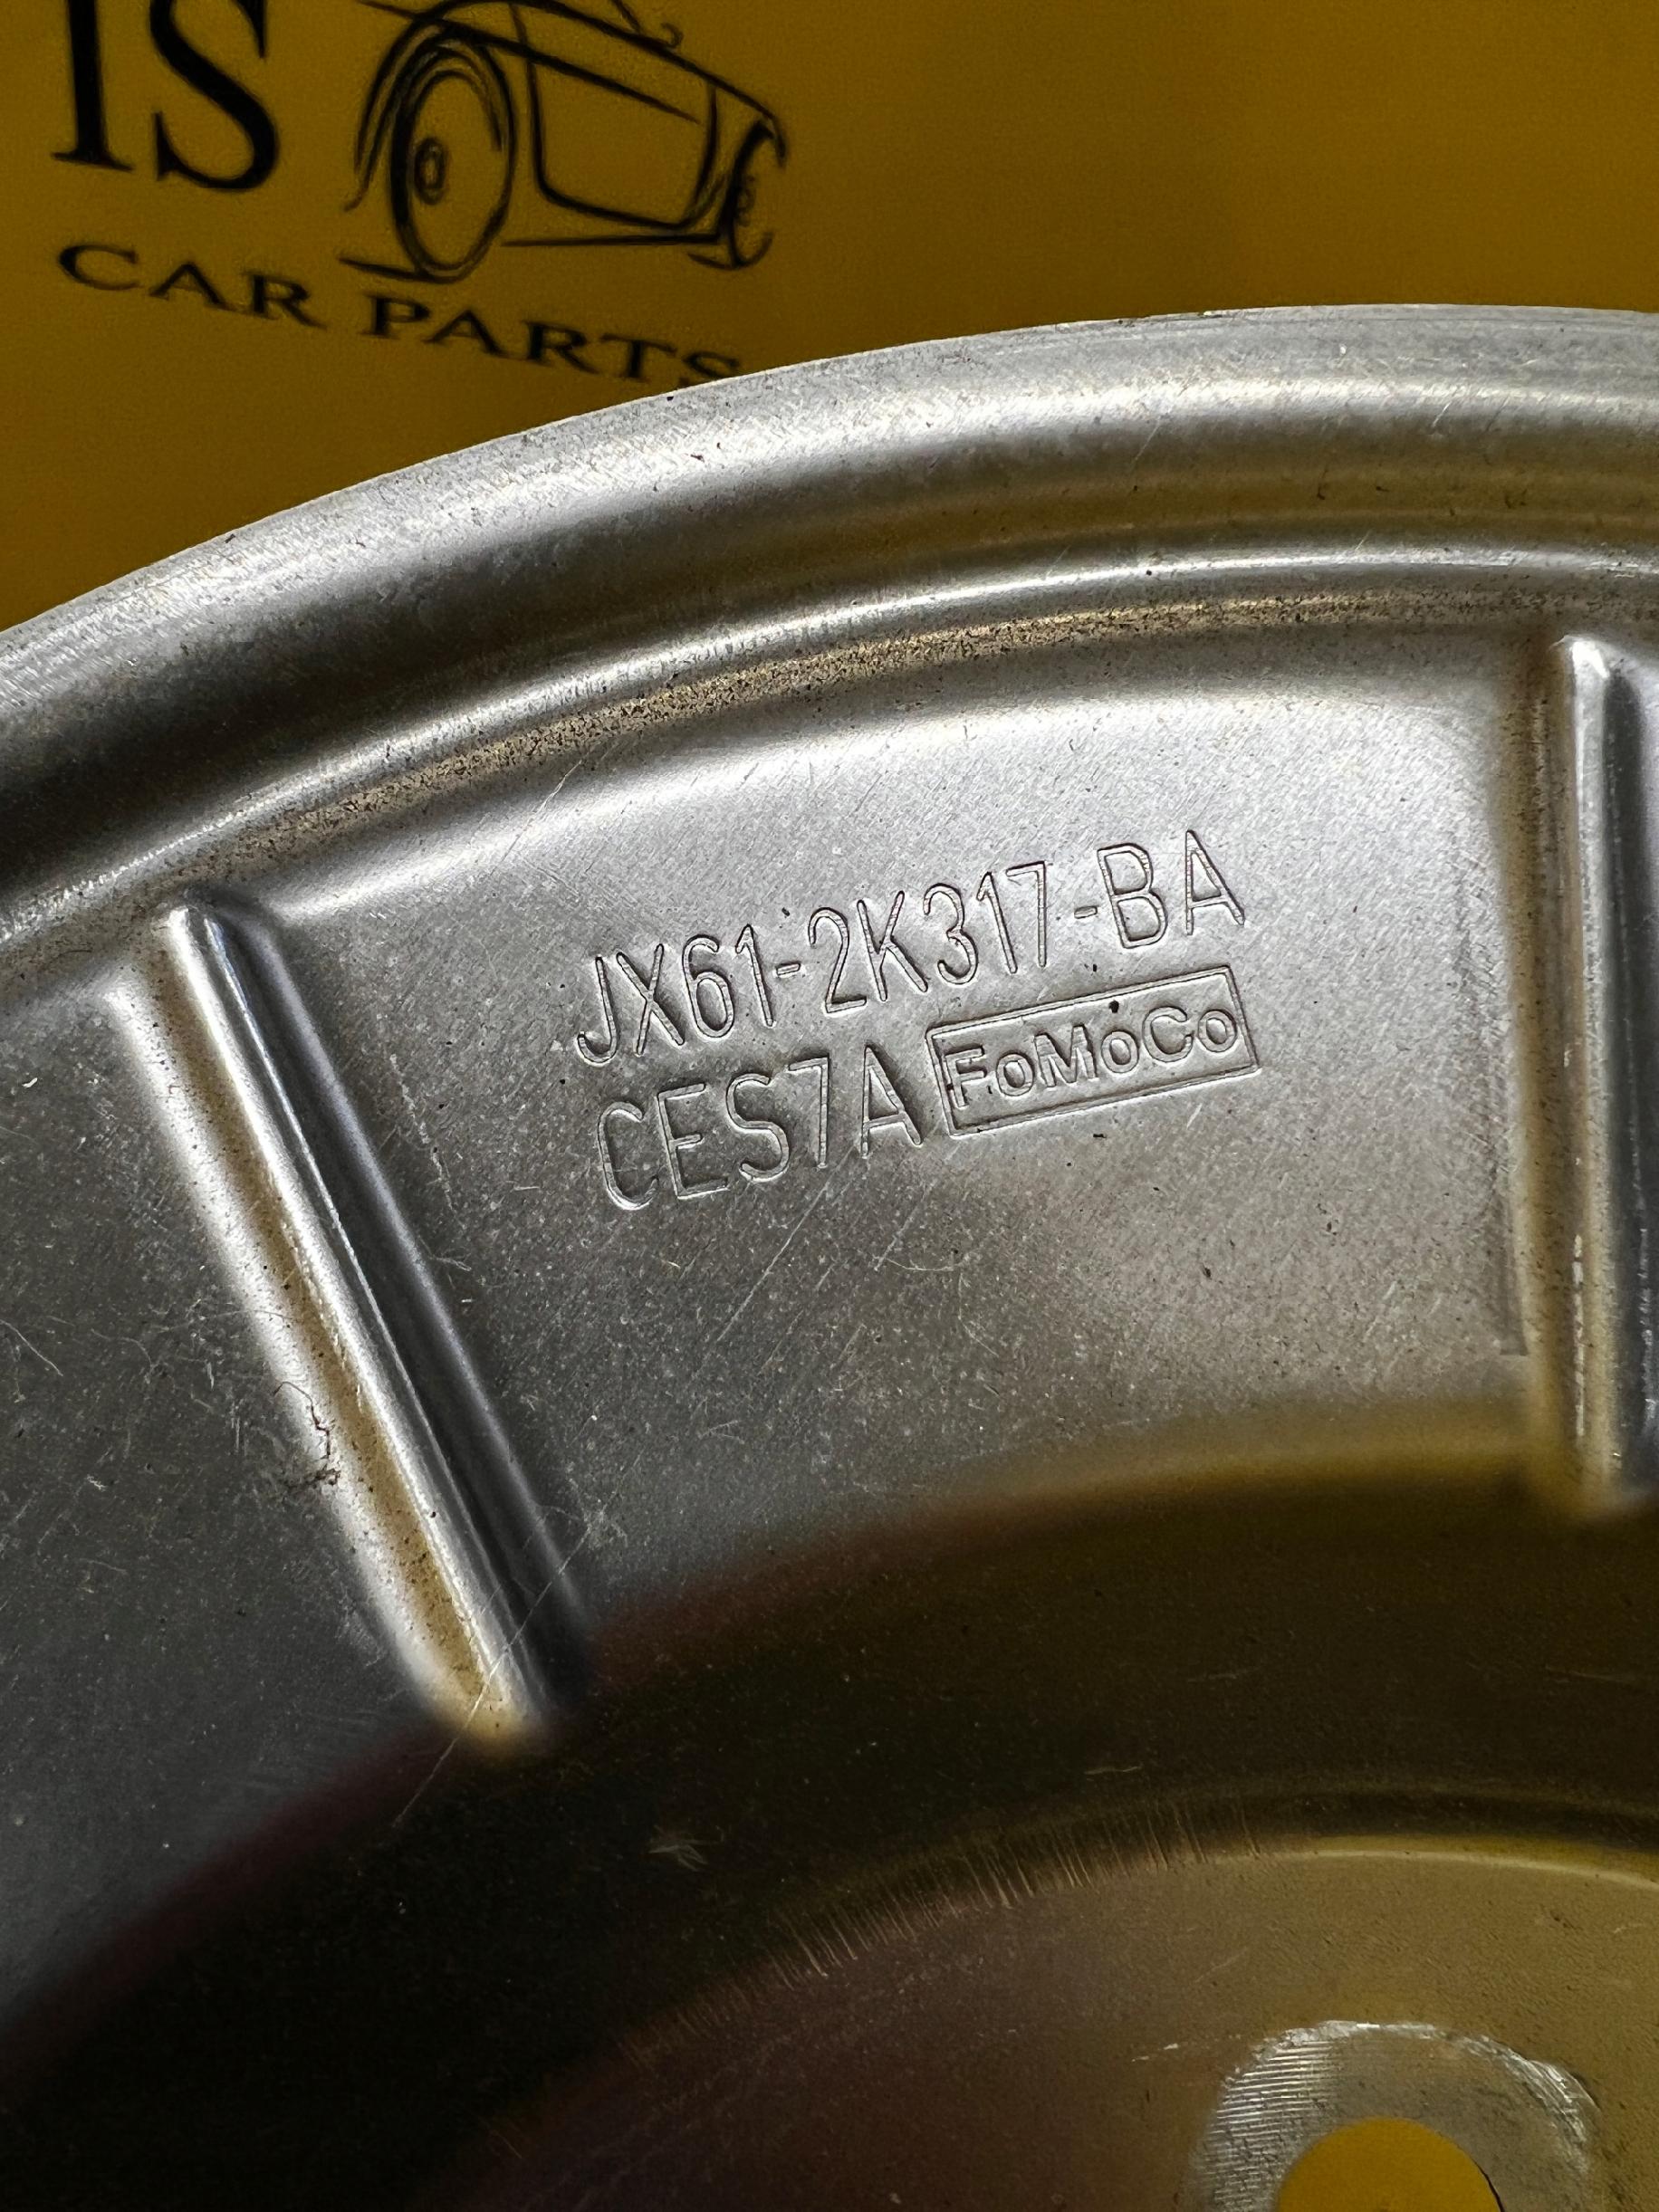 IS
CAR PARTS
JX61-2K317-BA
CES7A FoMoCo